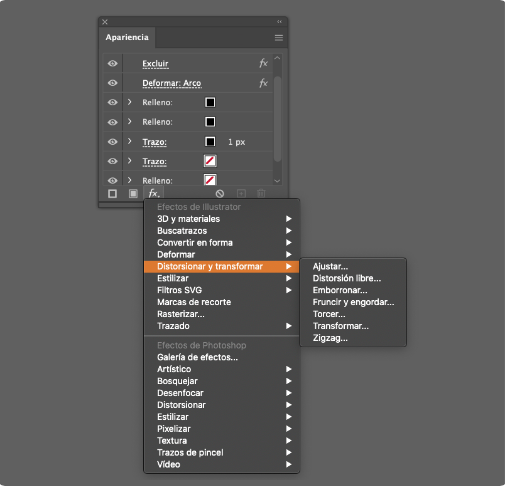 Apariencia
Excluir fx
Deformar: Arco fx
Relleno:
Relleno:
Trazo: 1 px
Trazo:
Relleno:
fx
Efectos de Illustrator
3D y materiales
Buscatrazos
Convertir en forma
Deformar
Distorsionar y transformar
Estilizar
Filtros SVG
Marcas de recorte
Rasterizar...
Trazado
Ajustar...
Distorsión libre...
Emborronar...
Fruncir y engordar...
Torcer...
Transformar...
Zigzag...
Efectos de Photoshop
Galería de efectos...
Artístico
Bosquejar
Desenfocar
Distorsionar
Estilizar
Pixelizar
Textura
Trazos de pincel
Vídeo